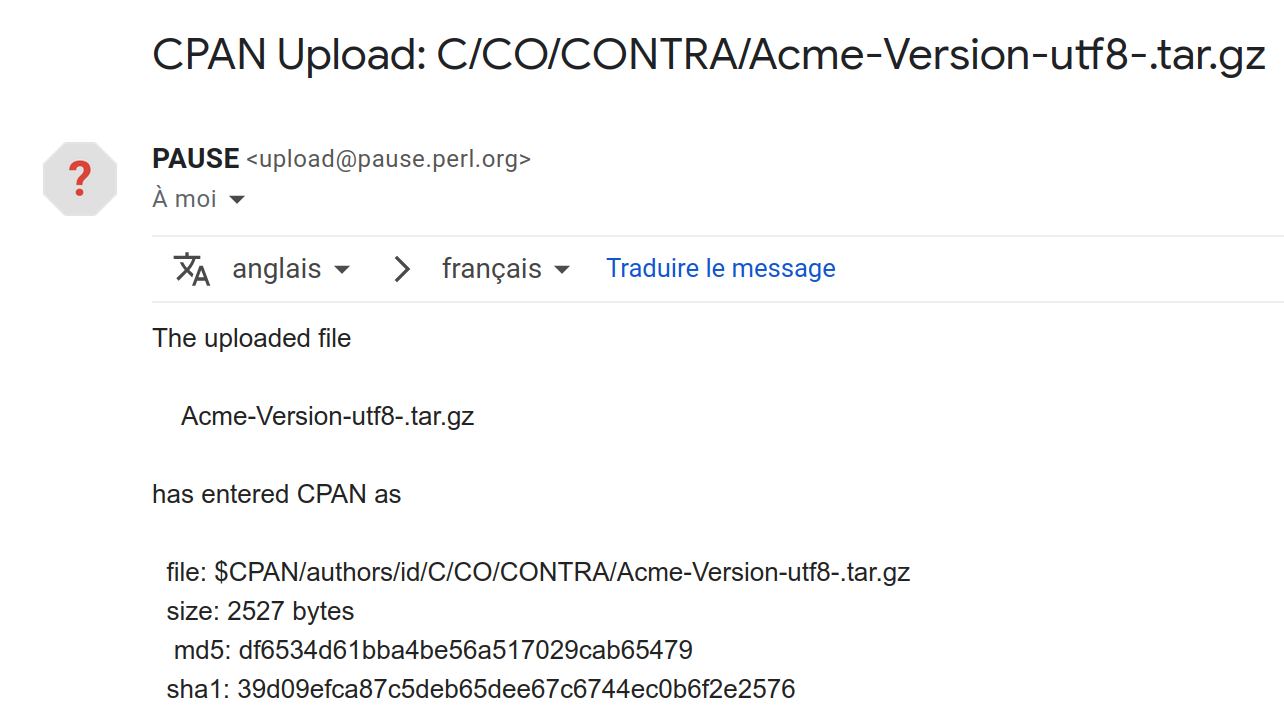 CPAN Upload: C/CO/CONTRA/Acme-Version-utf8-.tar.gz
?
PAUSE <upload@pause.perl.org>
À moi
anglais > français Traduire le message
The uploaded file
Acme-Version-utf8-.tar.gz
has entered CPAN as
file: $CPAN/authors/id/C/CO/CONTRA/Acme-Version-utf8-.tar.gz
size: 2527 bytes
md5: df6534d61bba4be56a517029cab65479
sha1: 39d09efca87c5deb65dee67c6744ec0b6f2e2576